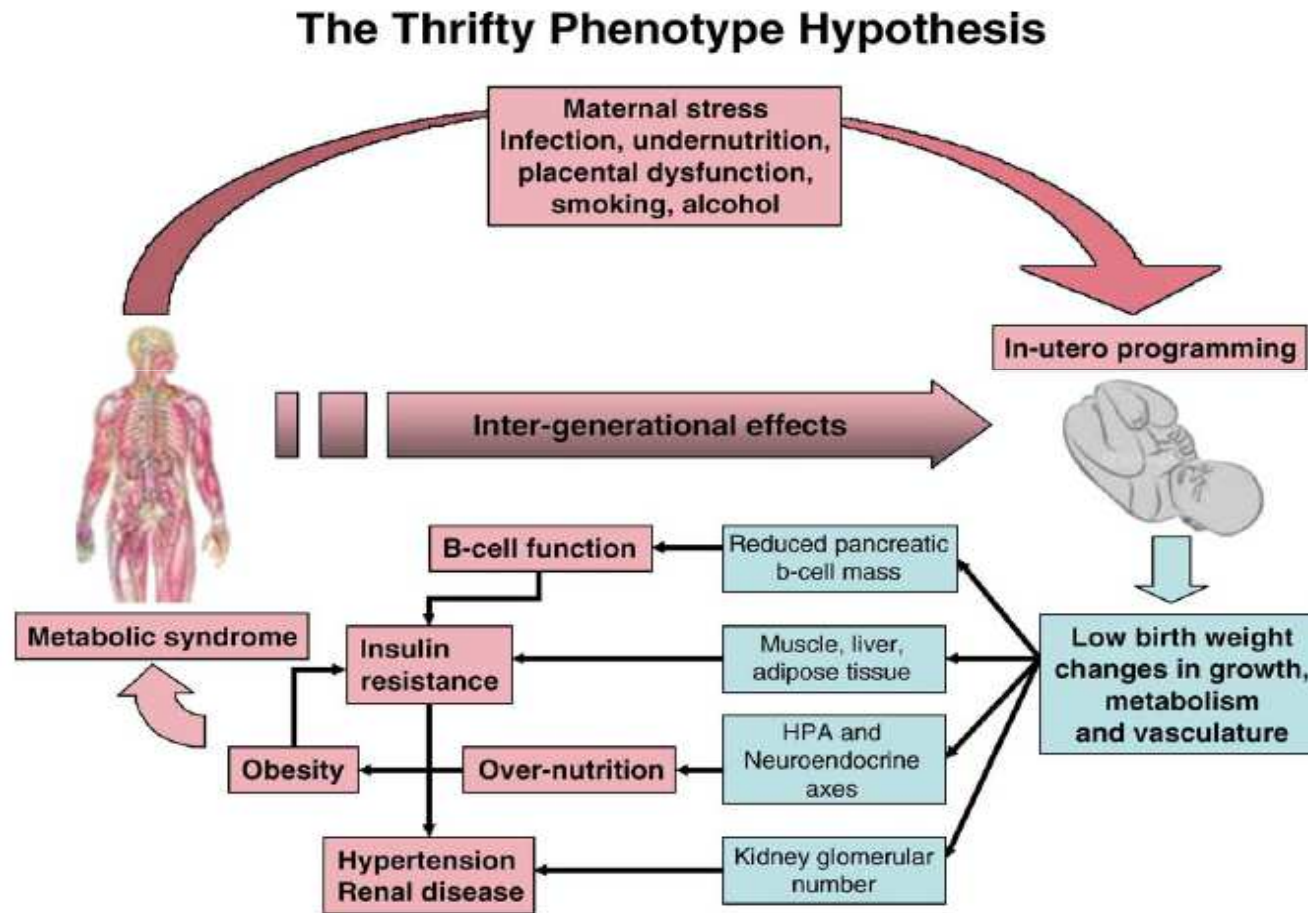 The Thrifty Phenotype Hypothesis
Maternal stress
Infection, undernutrition,
placental dysfunction,
smoking, alcohol
In-utero programming
Inter-generational effects
B-cell function
Reduced pancreatic
b-cell mass
Metabolic syndrome
Insulin
resistance
Muscle, liver,
adipose tissue
Low birth weight
changes in growth,
metabolism
and vasculature
Obesity
Over-nutrition
HPA and
Neuroendocrine
axes
Hypertension
Renal disease
Kidney glomerular
number